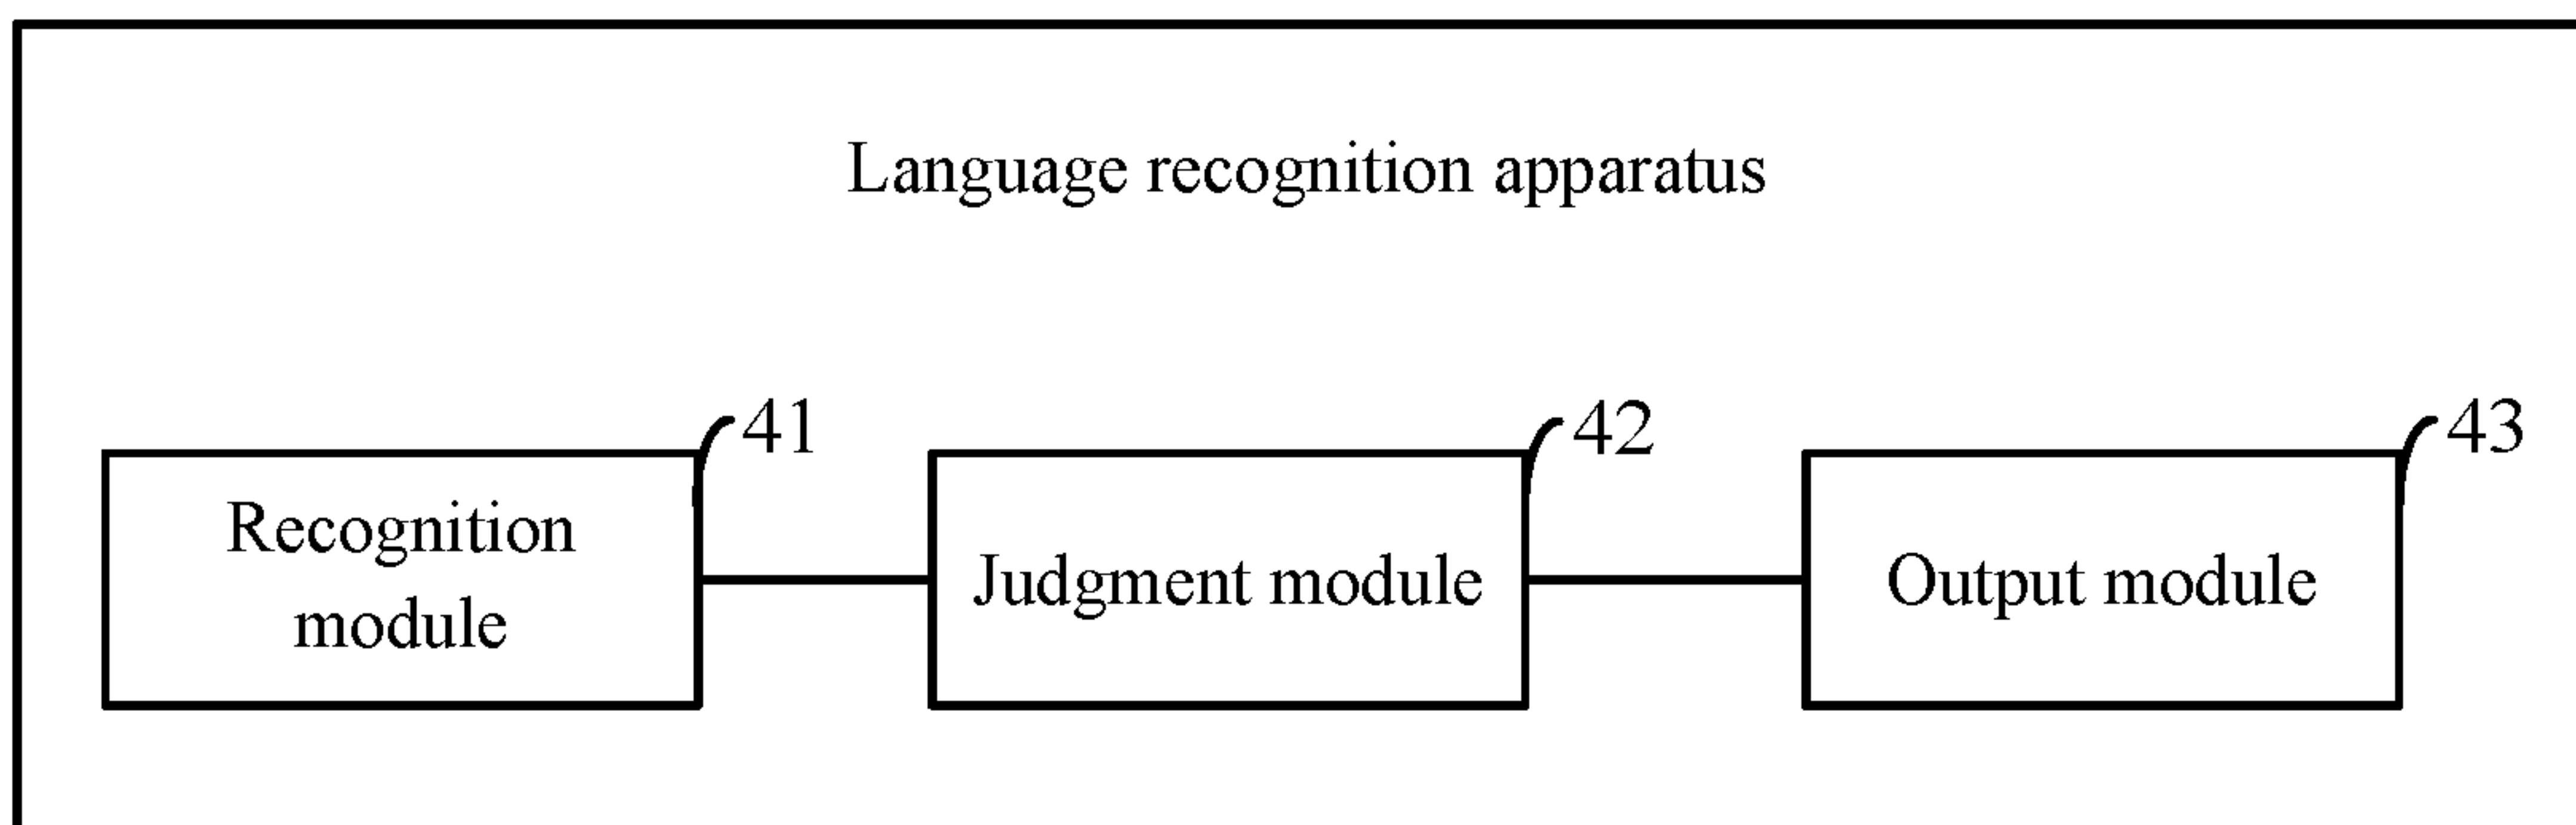 Language recognition apparatus
41
42
43
Recognition
module
Judgment module
Output module